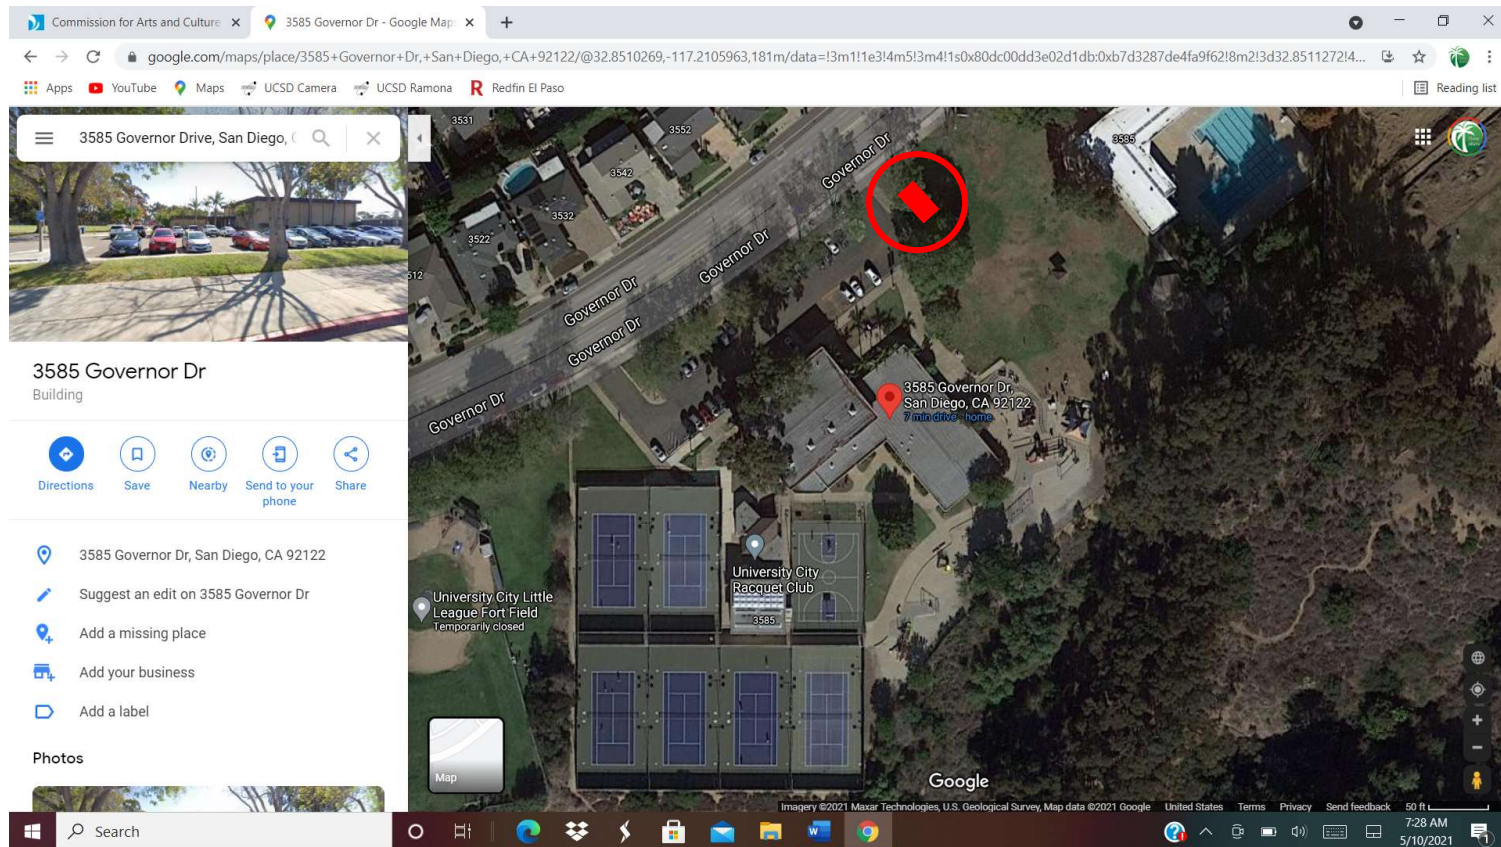 Commission for Arts and Culture
3585 Governor Dr - Google Map
google.com/maps/place/3585+Governor+Dr,+San+Diego,+CA+92122/@32.8510269,-117.2105963,181m/data=!3m1!1e3!4m5!3m4!1s0x80dc00dd3e02d1db:0xb7d3287de4fa9f62!8m2!3d32.8511272!4...
Apps YouTube Maps UCSD Camera UCSD Ramona Redfin El Paso Reading list
3585 Governor Drive, San Diego,
3585 Governor Dr
Building
Directions
Save
Nearby
Send to your
phone
Share
3585 Governor Dr, San Diego, CA 92122
Suggest an edit on 3585 Governor Dr
Add a missing place
Add your business
Add a label
Photos
3531
3552
3542
3532
3522
512
3585
Governor Dr
Governor Dr
Governor Dr
Governor Dr
Governor Dr
3585 Governor Dr,
San Diego, CA 92122
7 min drive - home
University City
Racquet Club
3585
University City Little
League Fort Field
Temporarily closed
Map
Google
Imagery ©2021 Maxar Technologies, U.S. Geological Survey, Map data ©2021 Google United States Terms Privacy Send feedback 50 ft
Search
7:28 AM
5/10/2021
1